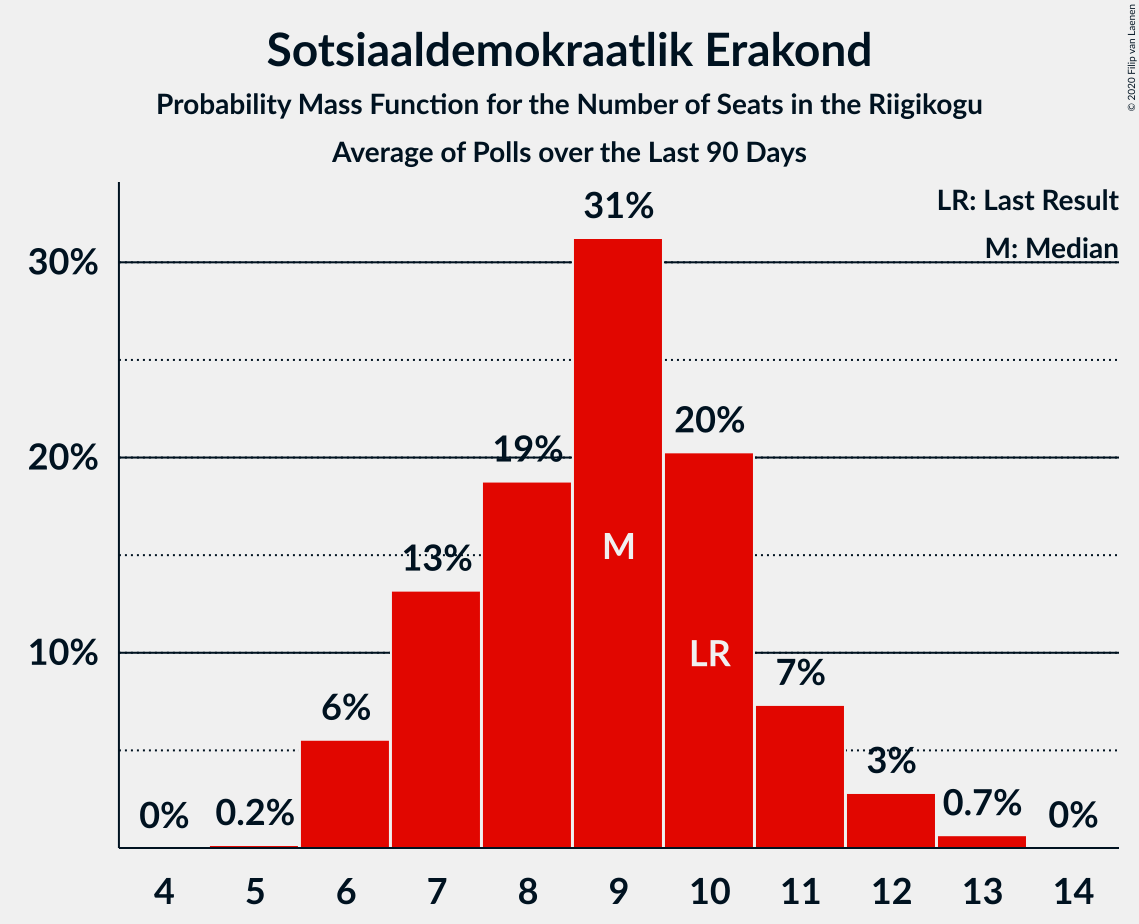 Sotsiaaldemokraatlik Erakond
Probability Mass Function for the Number of Seats in the Riigikogu
Average of Polls over the Last 90 Days
© 2020 Filip van Laenen
LR: Last Result
M: Median
30%
20%
10%
0%
0.2%
6%
13%
19%
31%
20%
7%
3%
0.7%
0%
M
LR
4 5 6 7 8 9 10 11 12 13 14